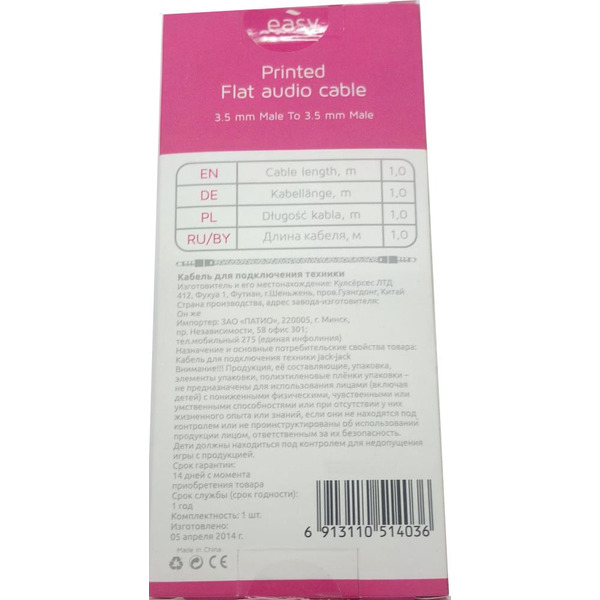 easy
Printed
Flat audio cable
3.5 mm Male To 3.5 mm Male
EN Cable length, m 1,0
DE Kabellänge, m 1,0
PL Długość kabla, m 1,0
RU/BY Длина кабеля, м 1,0
Кабель для подключения техники
Изготовитель и его местонахождение: Кулсёрсес ЛТД
412, Фухуа 1, Футиан, г.Шеньжень, пров.Гуэнгдонг, Китай
Страна производства, адрес завода-изготовителя:
Он же
Импортер: ЗАО «ПАТИО», 220005, г. Минск,
пр. Независимости, 58 офис 301;
тел.мобильный 275 (единая инфолиния)
Назначение и основные потребительские свойства товара:
Кабель для подключения техники Jack-Jack
Внимание!!! Продукция, её составляющие, упаковка,
элементы упаковки, полиэтиленовые плёнки упаковки –
не предназначены для использования лицами (включая
детей) с пониженными физическими, чувственными или
умственными способностями или при отсутствии у них
жизненного опыта или знаний, если они не находятся под
контролем или не проинструктированы об использовании
продукции лицом, ответственным за их безопасность.
Дети должны находиться под контролем для недопущения
игры с продукцией.
Срок гарантии:
14 дней с момента
приобретения товара
Срок службы (срок годности):
1 год
Комплектность: 1 шт.
Изготовлено:
05 апреля 2014 г.
Made in China
CE
6 913110 514036